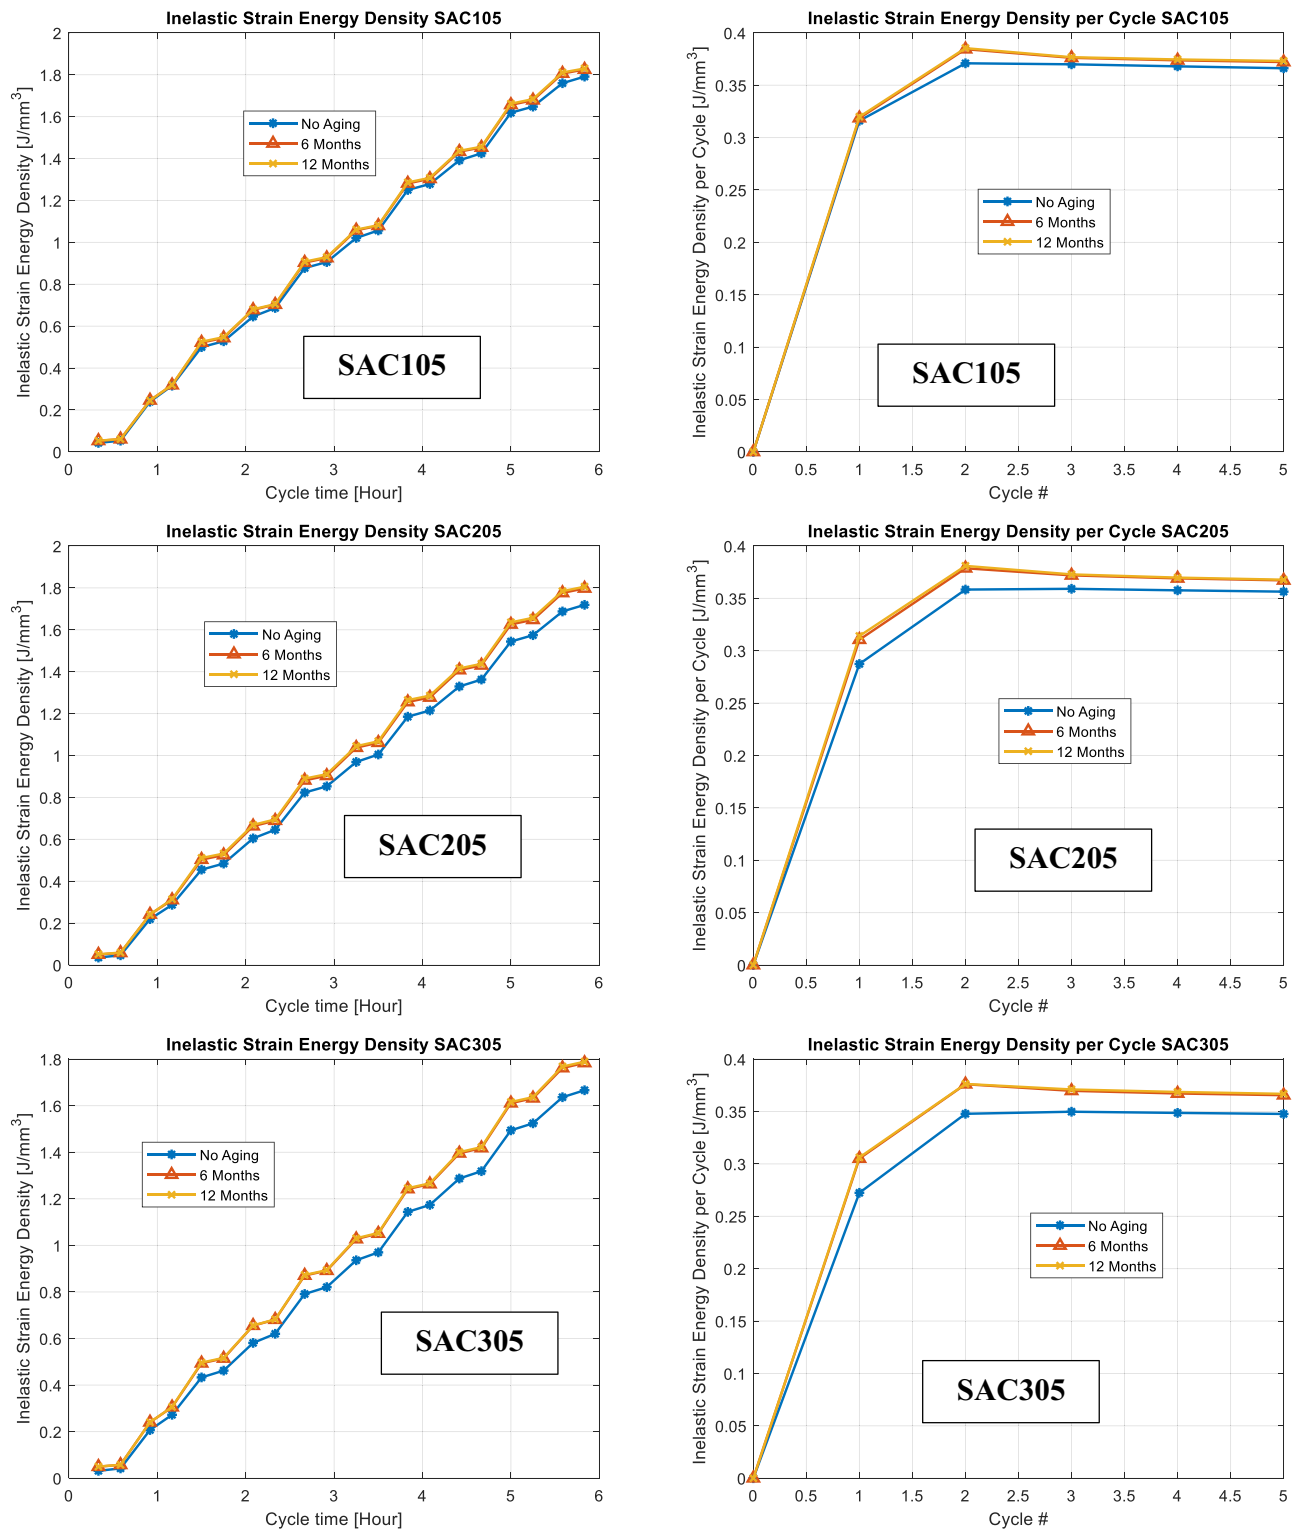 Inelastic Strain Energy Density SAC105
Inelastic Strain Energy Density [J/mm³]
2
1.8
1.6
1.4
1.2
1
0.8
0.6
0.4
0.2
0
No Aging
6 Months
12 Months
SAC105
0 1 2 3 4 5 6
Cycle time [Hour]
Inelastic Strain Energy Density per Cycle SAC105
Inelastic Strain Energy Density per Cycle [J/mm³]
0.4
0.35
0.3
0.25
0.2
0.15
0.1
0.05
0
No Aging
6 Months
12 Months
SAC105
0 0.5 1 1.5 2 2.5 3 3.5 4 4.5 5
Cycle #
Inelastic Strain Energy Density SAC205
Inelastic Strain Energy Density [J/mm³]
2
1.8
1.6
1.4
1.2
1
0.8
0.6
0.4
0.2
0
No Aging
6 Months
12 Months
SAC205
0 1 2 3 4 5 6
Cycle time [Hour]
Inelastic Strain Energy Density per Cycle SAC205
Inelastic Strain Energy Density per Cycle [J/mm³]
0.4
0.35
0.3
0.25
0.2
0.15
0.1
0.05
0
No Aging
6 Months
12 Months
SAC205
0 0.5 1 1.5 2 2.5 3 3.5 4 4.5 5
Cycle #
Inelastic Strain Energy Density SAC305
Inelastic Strain Energy Density [J/mm³]
1.8
1.6
1.4
1.2
1
0.8
0.6
0.4
0.2
0
No Aging
6 Months
12 Months
SAC305
0 1 2 3 4 5 6
Cycle time [Hour]
Inelastic Strain Energy Density per Cycle SAC305
Inelastic Strain Energy Density per Cycle [J/mm³]
0.4
0.35
0.3
0.25
0.2
0.15
0.1
0.05
0
No Aging
6 Months
12 Months
SAC305
0 0.5 1 1.5 2 2.5 3 3.5 4 4.5 5
Cycle #